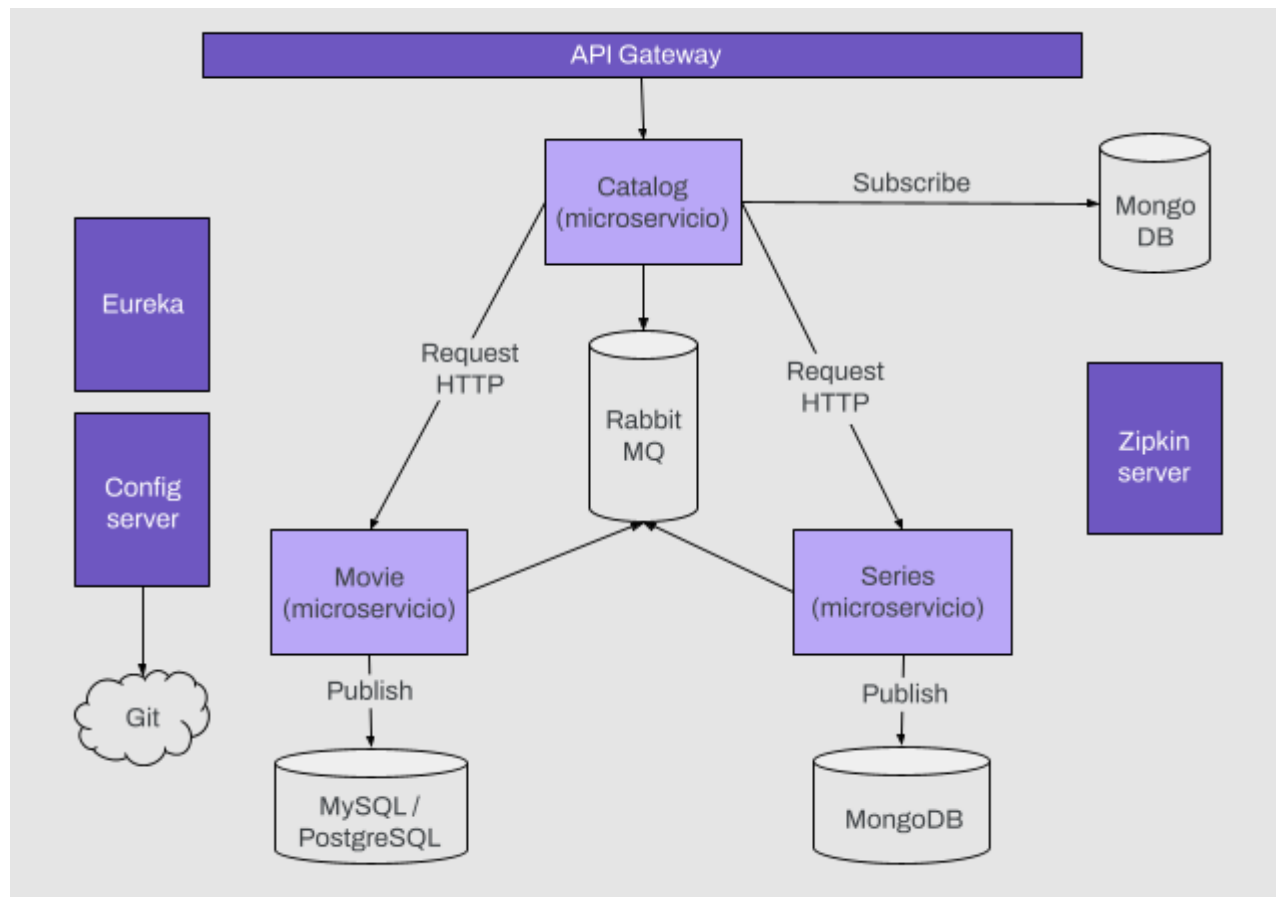 API Gateway
Catalog
(microservicio)
Subscribe
Mongo
DB
Eureka
Request
HTTP
Rabbit
MQ
Request
HTTP
Zipkin
server
Config
server
Movie
(microservicio)
Series
(microservicio)
Git
Publish
Publish
MySQL /
PostgreSQL
MongoDB